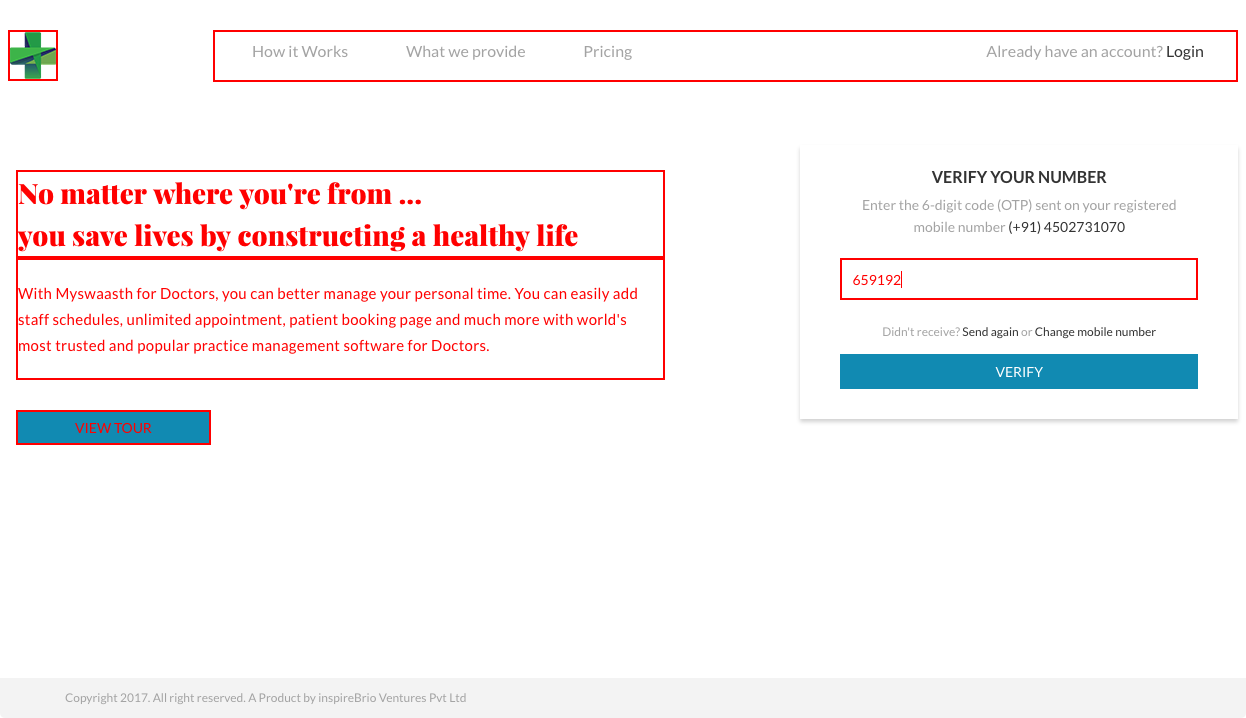 How it Works What we provide Pricing Already have an account? Login
No matter where you're from ...
you save lives by constructing a healthy life
With Myswaasth for Doctors, you can better manage your personal time. You can easily add
staff schedules, unlimited appointment, patient booking page and much more with world's
most trusted and popular practice management software for Doctors.
VIEW TOUR
VERIFY YOUR NUMBER
Enter the 6-digit code (OTP) sent on your registered
mobile number (+91) 4502731070
659192
Didn't receive? Send again or Change mobile number
VERIFY
Copyright 2017. All right reserved. A Product by inspireBrio Ventures Pvt Ltd